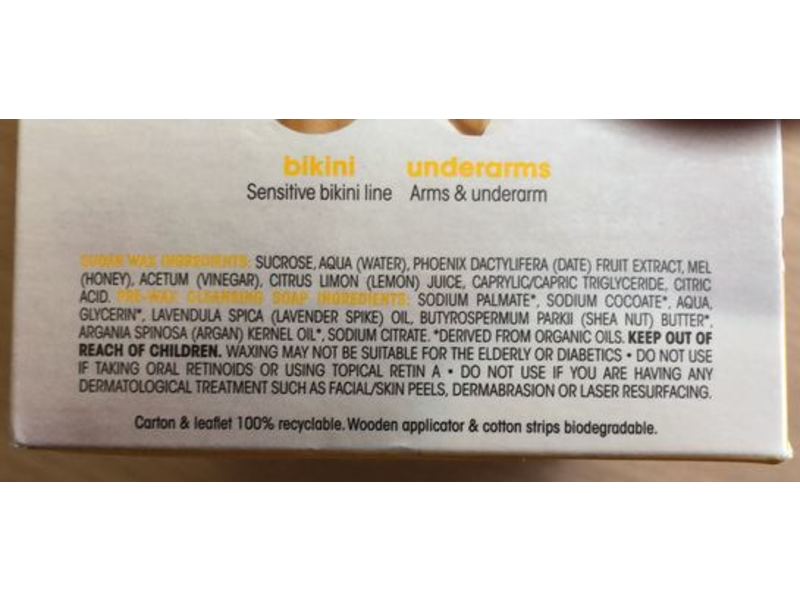 bikini underarms
Sensitive bikini line Arms & underarm
SUGAR WAX INGREDIENTS: SUCROSE, AQUA (WATER), PHOENIX DACTYLIFERA (DATE) FRUIT EXTRACT, MEL
(HONEY), ACETUM (VINEGAR), CITRUS LIMON (LEMON) JUICE, CAPRYLIC/CAPRIC TRIGLYCERIDE, CITRIC
ACID. PRE-WAX CLEANSING SOAP INGREDIENTS: SODIUM PALMATE*, SODIUM COCOATE*, AQUA,
GLYCERIN*, LAVENDULA SPICA (LAVENDER SPIKE) OIL, BUTYROSPERMUM PARKII (SHEA NUT) BUTTER*,
ARGANIA SPINOSA (ARGAN) KERNEL OIL*, SODIUM CITRATE. *DERIVED FROM ORGANIC OILS. KEEP OUT OF
REACH OF CHILDREN. WAXING MAY NOT BE SUITABLE FOR THE ELDERLY OR DIABETICS • DO NOT USE
IF TAKING ORAL RETINOIDS OR USING TOPICAL RETIN A • DO NOT USE IF YOU ARE HAVING ANY
DERMATOLOGICAL TREATMENT SUCH AS FACIAL/SKIN PEELS, DERMABRASION OR LASER RESURFACING.
Carton & leaflet 100% recyclable. Wooden applicator & cotton strips biodegradable.